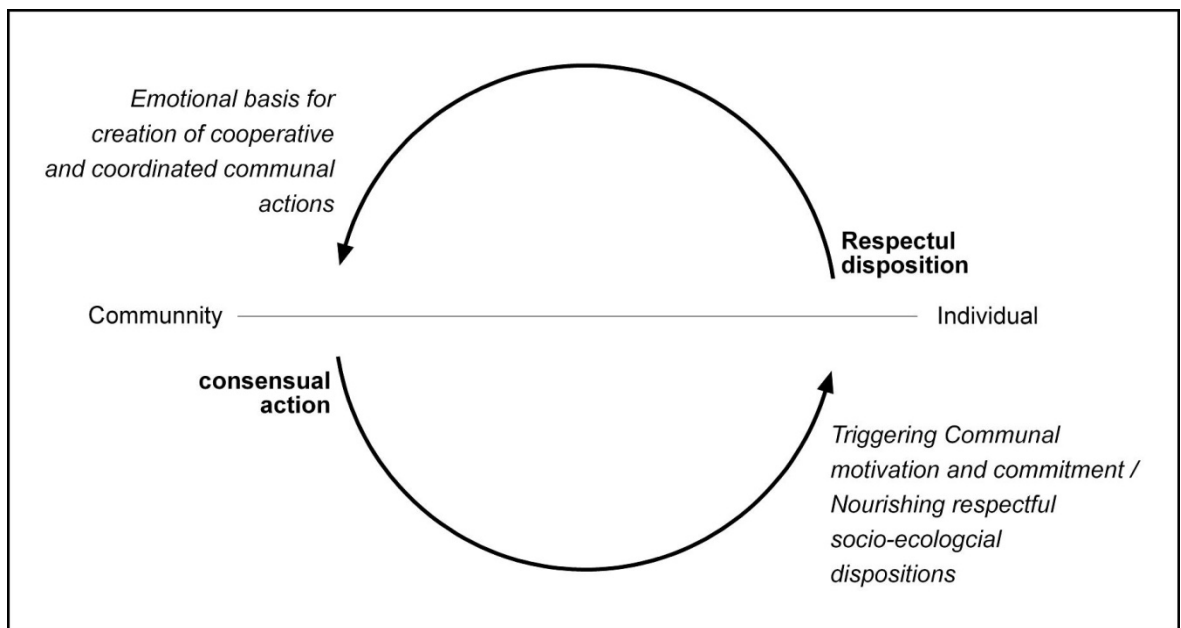 Emotional basis for
creation of cooperative
and coordinated communal
actions
Respectul
disposition
Communnity
Individual
consensual
action
Triggering Communal
motivation and commitment /
Nourishing respectful
socio-ecologcial
dispositions